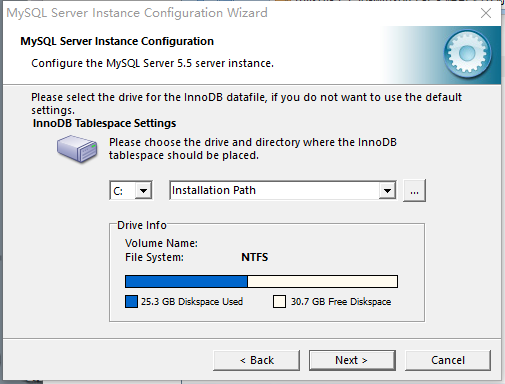 MySQL Server Instance Configuration Wizard
MySQL Server Instance Configuration
Configure the MySQL Server 5.5 server instance.
Please select the drive for the InnoDB datafile, if you do not want to use the default
settings.
InnoDB Tablespace Settings
Please choose the drive and directory where the InnoDB
tablespace should be placed.
C: Installation Path ...
Drive Info
Volume Name:
File System: NTFS
25.3 GB Diskspace Used 30.7 GB Free Diskspace
< Back Next > Cancel